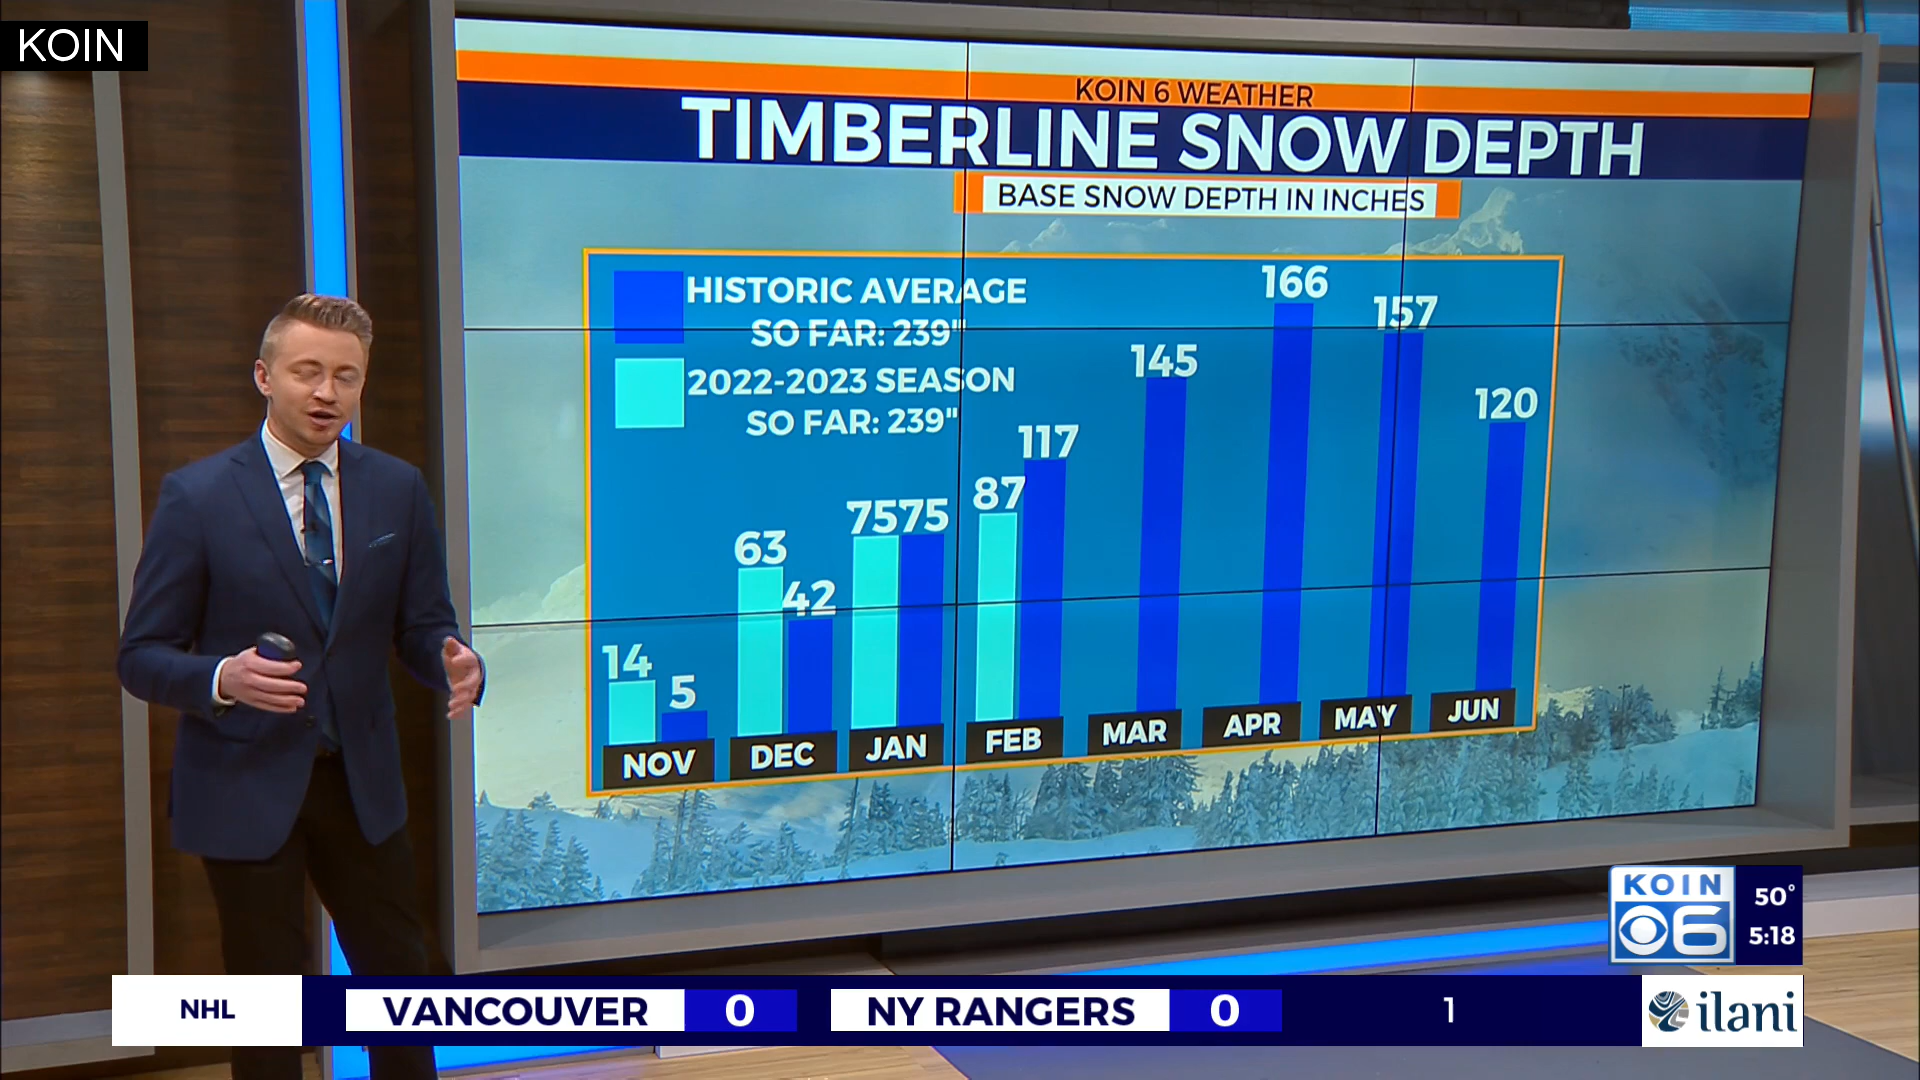 KOIN
KOIN 6 WEATHER
TIMBERLINE SNOW DEPTH
BASE SNOW DEPTH IN INCHES
HISTORIC AVERAGE
SO FAR: 239"
2022-2023 SEASON
SO FAR: 239"
14
5
63
42
75
75
87
117
145
166
157
120
NOV
DEC
JAN
FEB
MAR
APR
MAY
JUN
KOIN
6
50°
5:18
NHL
VANCOUVER 0
NY RANGERS 0
1
ilani